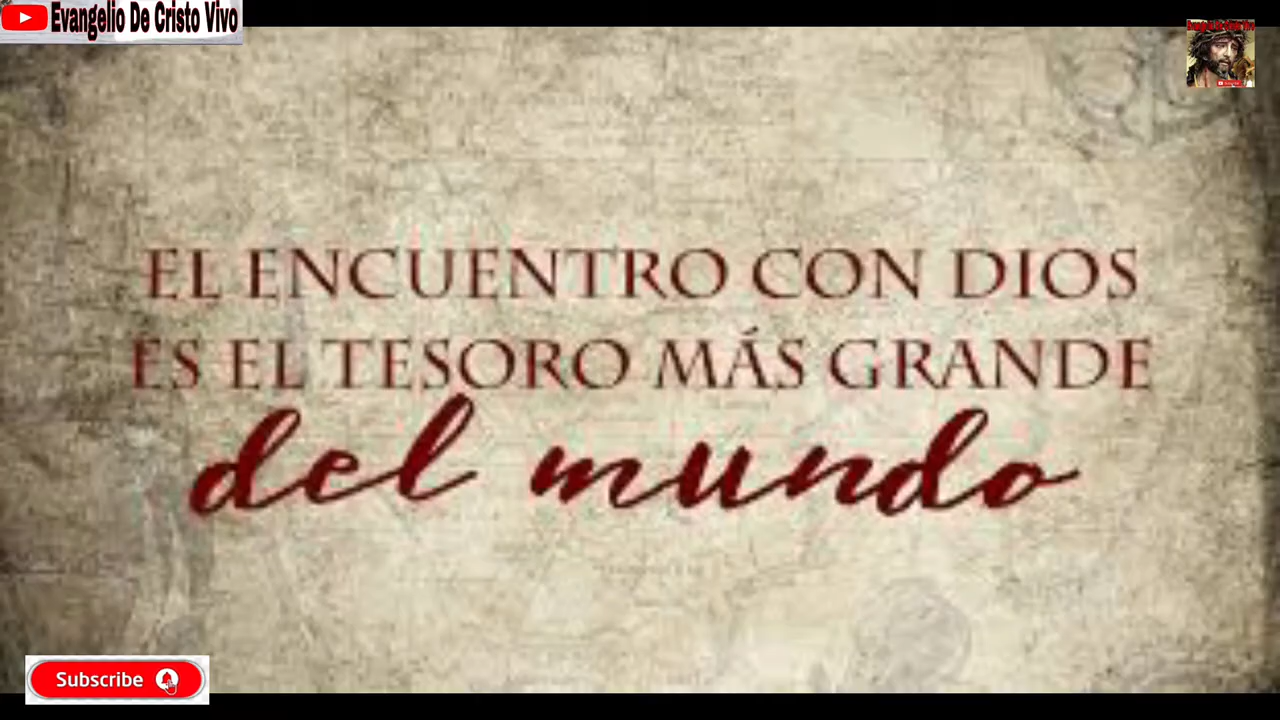 Evangelio De Cristo Vivo
EL ENCUENTRO CON DIOS
ES EL TESORO MÁS GRANDE
del mundo
Subscribe